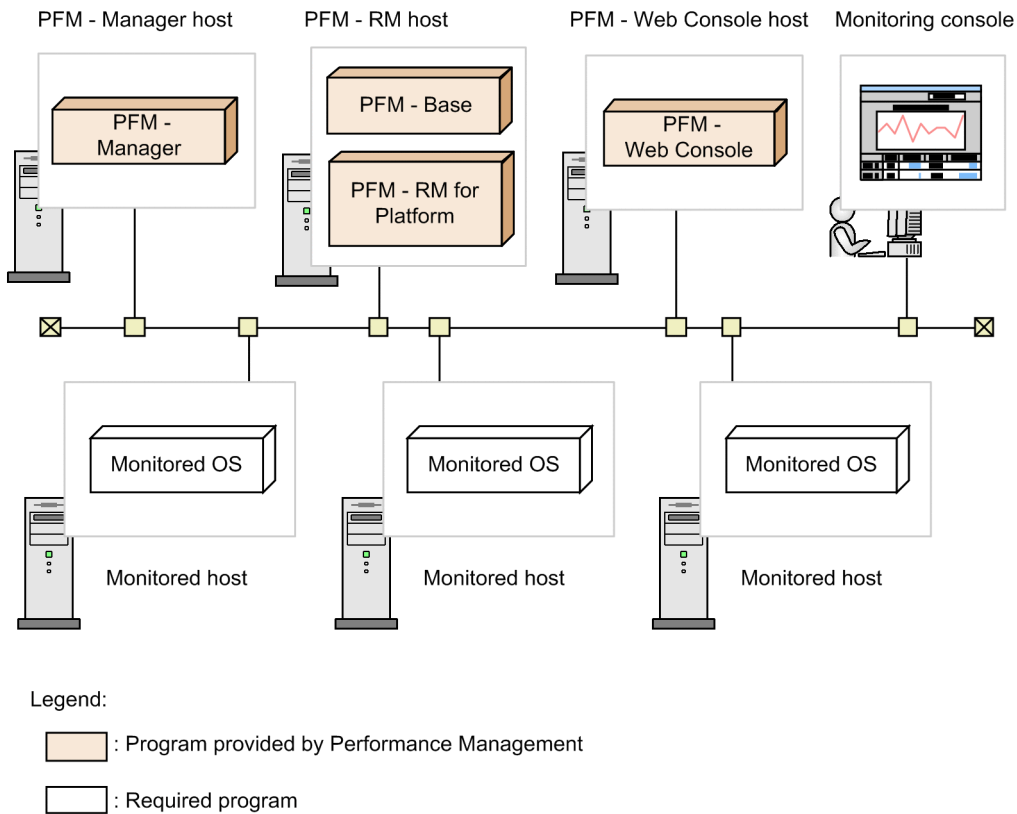 PFM - Manager host
PFM - RM host
PFM - Web Console host
Monitoring console
PFM -
Manager
PFM - Base
PFM - RM for
Platform
PFM -
Web Console
Monitored OS
Monitored OS
Monitored OS
Monitored host
Monitored host
Monitored host
Legend:
: Program provided by Performance Management
: Required program